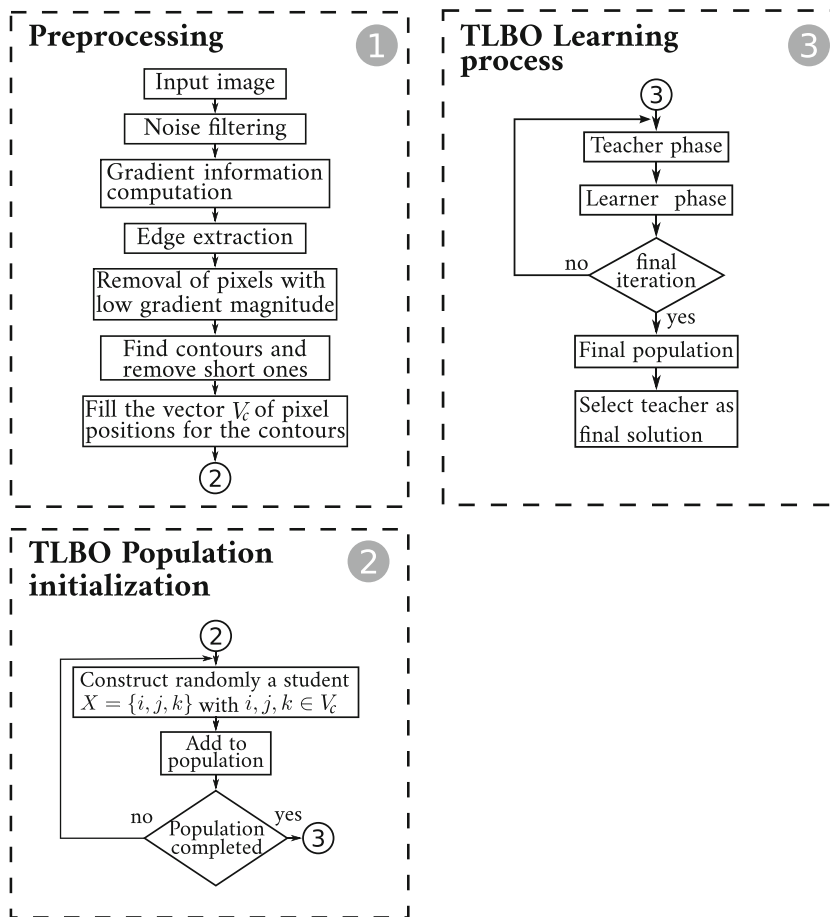 Preprocessing
1
Input image
Noise filtering
Gradient information
computation
Edge extraction
Removal of pixels with
low gradient magnitude
Find contours and
remove short ones
Fill the vector V_c of pixel
positions for the contours
2
TLBO Population
initialization
2
2
Construct randomly a student
X = {i, j, k} with i, j, k ∈ V_c
Add to
population
no
yes
Population
completed
3
TLBO Learning
process
3
3
Teacher phase
Learner phase
no
final
iteration
yes
Final population
Select teacher as
final solution